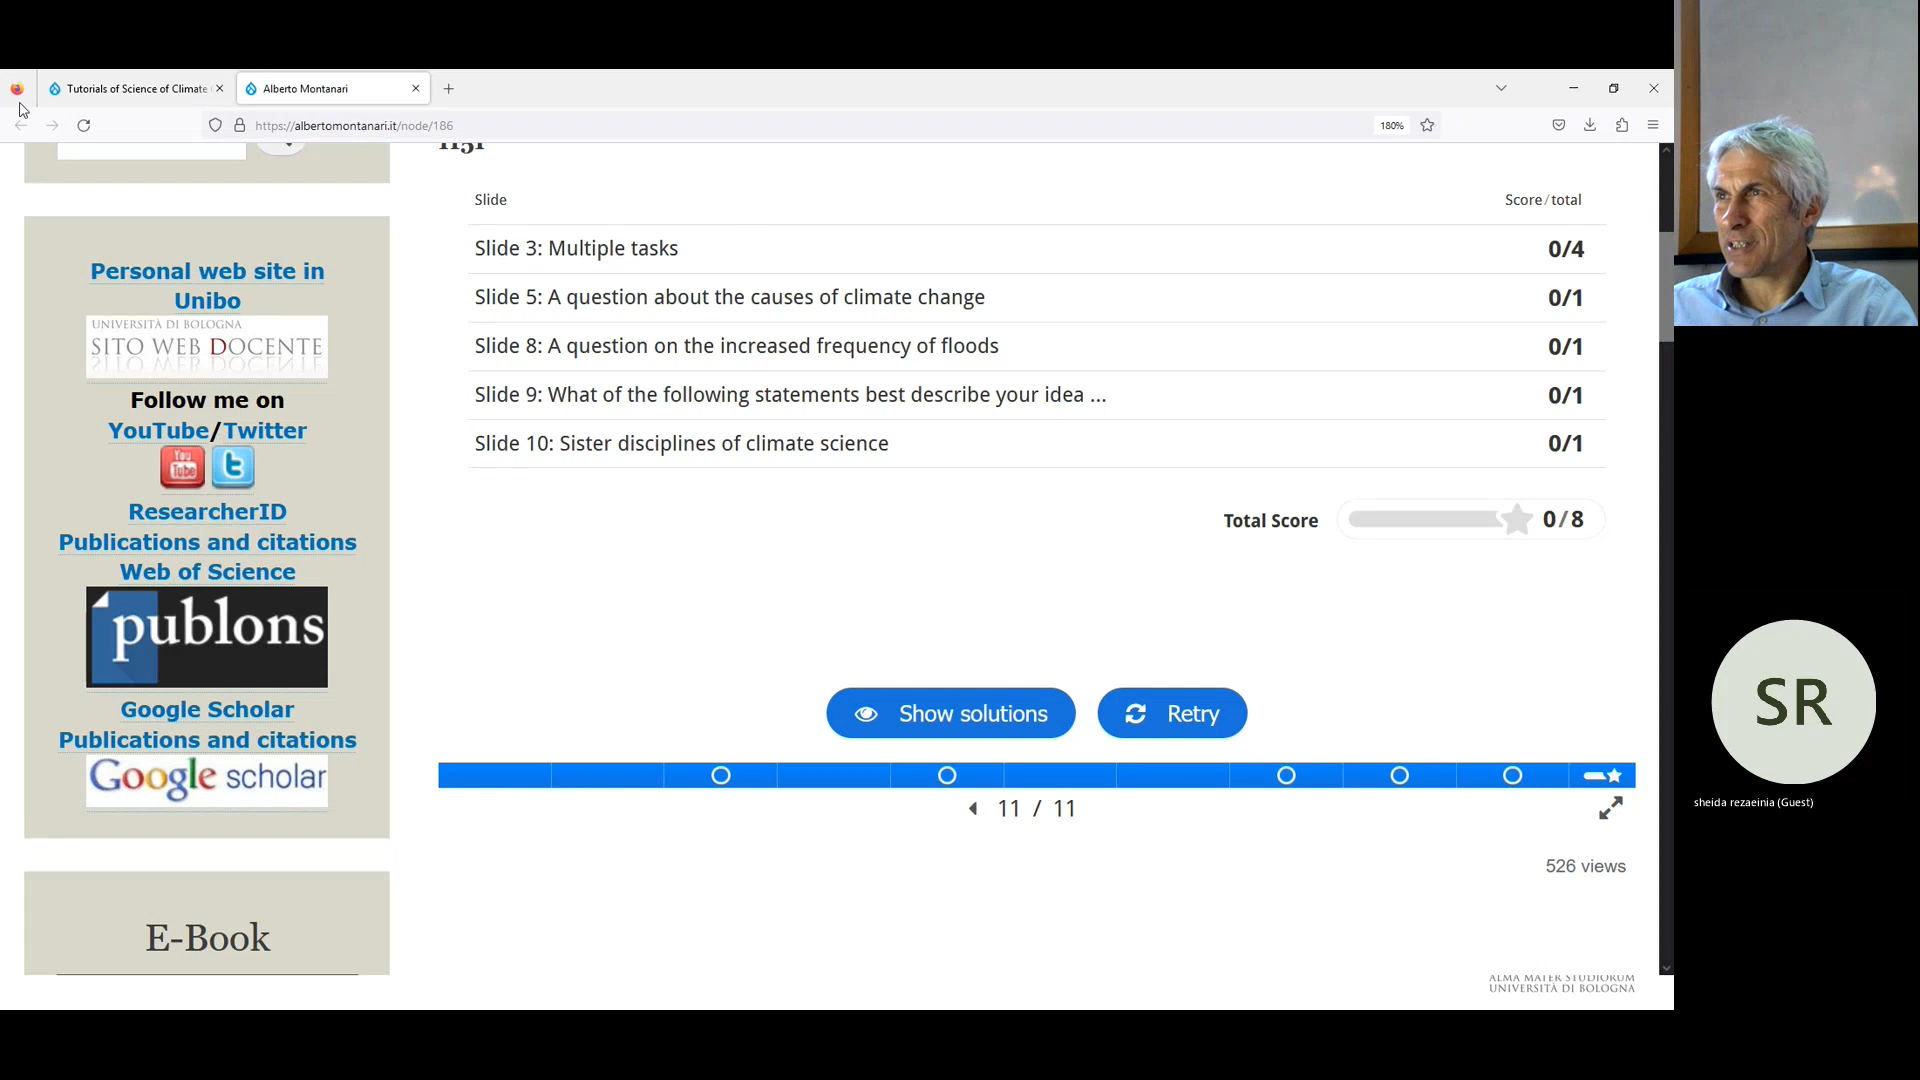 Tutorials of Science of Climate
Alberto Montanari
https://albertomontanari.it/node/186
180%
Personal web site in
Unibo
UNIVERSITÀ DI BOLOGNA
SITO WEB DOCENTE
Follow me on
YouTube/Twitter
You
Tube
t
ResearcherID
Publications and citations
Web of Science
publons
Google Scholar
Publications and citations
Google scholar
E-Book
Slide
Score/total
Slide 3: Multiple tasks
0/4
Slide 5: A question about the causes of climate change
0/1
Slide 8: A question on the increased frequency of floods
0/1
Slide 9: What of the following statements best describe your idea ...
0/1
Slide 10: Sister disciplines of climate science
0/1
Total Score
0/8
Show solutions
Retry
11 / 11
526 views
ALMA MATER STUDIORUM
UNIVERSITÀ DI BOLOGNA
SR
sheida rezaeinia (Guest)